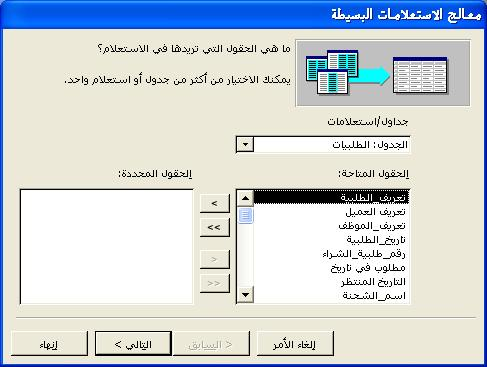 معالج الاستعلامات البسيطة
ما هي الحقول التي تريدها في الاستعلام؟
يمكنك الاختيار من أكثر من جدول أو استعلام واحد.
جداول/استعلامات
الجدول: الطلبيات
الحقول المتاحة:
الحقول المحددة:
تعريف_الطلبية
تعريف العميل
تعريف_الموظف
تاريخ_الطلبية
رقم_طلبية_الشراء
مطلوب في تاريخ
التاريخ المنتظر
اسم_الشحنة
>
>>
<
<<
إلغاء الأمر
< السابق
التالي >
إنهاء